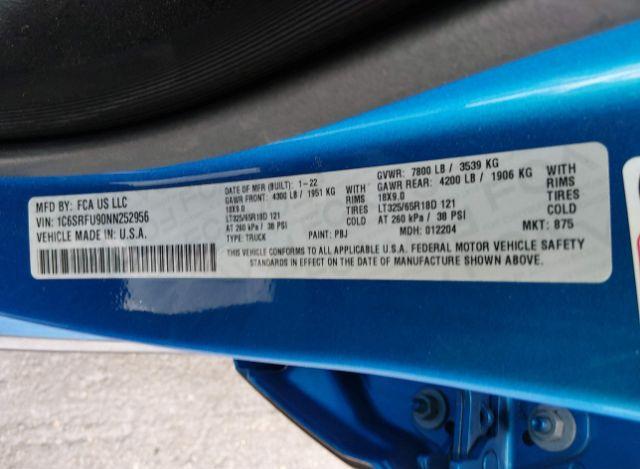 MFD BY: FCA US LLC
VIN: 1C6SRFU90NN252956
VEHICLE MADE IN U.S.A.
DATE OF MFR (BUILT): 1-22
GAWR FRONT: 4300 LB / 1951 KG WITH
18X9.0 RIMS
LT325/65R18D 121 TIRES
AT 260 kPa / 38 PSI COLD
TYPE: TRUCK
PAINT: PBJ
GVWR: 7800 LB / 3539 KG
GAWR REAR: 4200 LB / 1906 KG WITH
18X9.0 RIMS
LT325/65R18D 121 TIRES
AT 260 kPa / 38 PSI COLD
MDH: 012204
MKT: 875
THIS VEHICLE CONFORMS TO ALL APPLICABLE U.S.A. FEDERAL MOTOR VEHICLE SAFETY
STANDARDS IN EFFECT ON THE DATE OF MANUFACTURE SHOWN ABOVE.